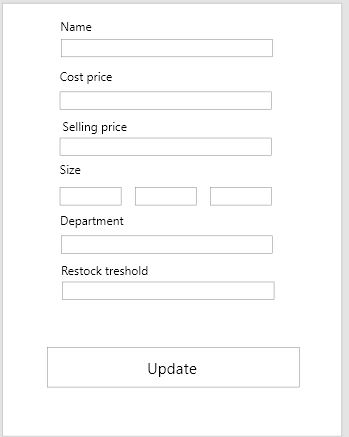 Name
Cost price
Selling price
Size
Department
Restock treshold
Update